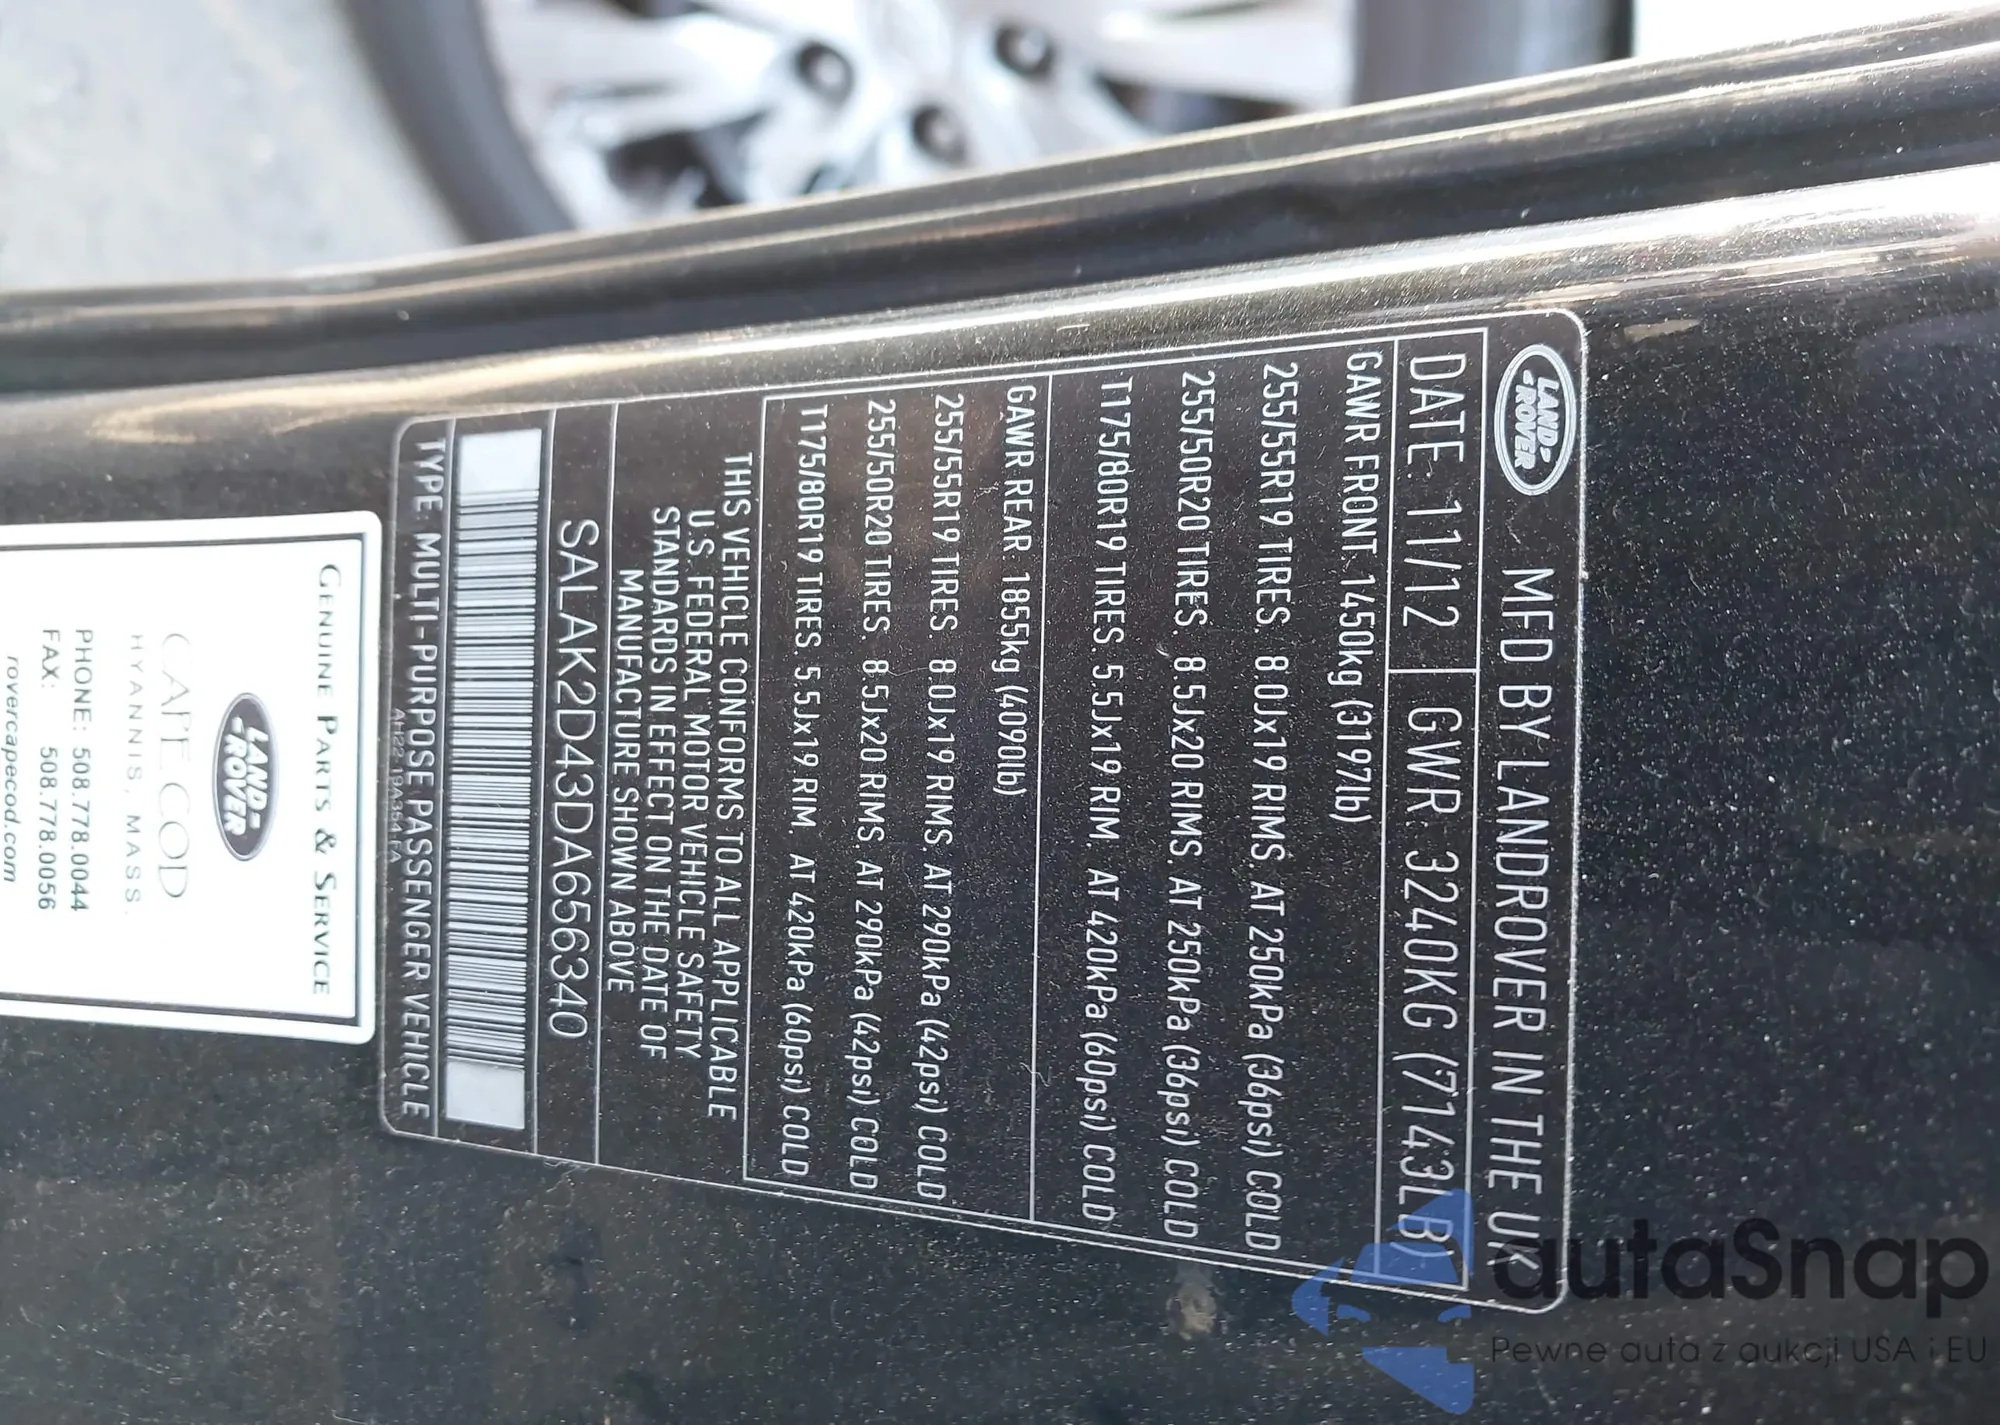 LAND-
-ROVER
MFD BY LANDROVER IN THE UK
DATE. 11/12
GWR. 3240KG (7143LB)
GAWR FRONT. 1450kg (3197lb)
255/55R19 TIRES. 8.0Jx19 RIMS. AT 250kPa (36psi) COLD
255/50R20 TIRES. 8.5Jx20 RIMS. AT 250kPa (36psi) COLD
T175/80R19 TIRES. 5.5Jx19 RIM. AT 420kPa (60psi) COLD
GAWR REAR. 1855kg (4090lb)
255/55R19 TIRES. 8.0Jx19 RIMS. AT 290kPa (42psi) COLD
255/50R20 TIRES. 8.5Jx20 RIMS. AT 290kPa (42psi) COLD
T175/80R19 TIRES. 5.5Jx19 RIM. AT 420kPa (60psi) COLD
THIS VEHICLE CONFORMS TO ALL APPLICABLE
U.S. FEDERAL MOTOR VEHICLE SAFETY
STANDARDS IN EFFECT ON THE DATE OF
MANUFACTURE SHOWN ABOVE
SALAK2D43DA656340
TYPE. MULTI-PURPOSE PASSENGER VEHICLE
GENUINE PARTS & SERVICE
LAND-
-ROVER
CAPE COD
HYANNIS, MASS.
PHONE: 508.778.0044
FAX: 508.778.0056
rovercapecod.com
autaSnap
Pewne auta z aukcji USA i EU